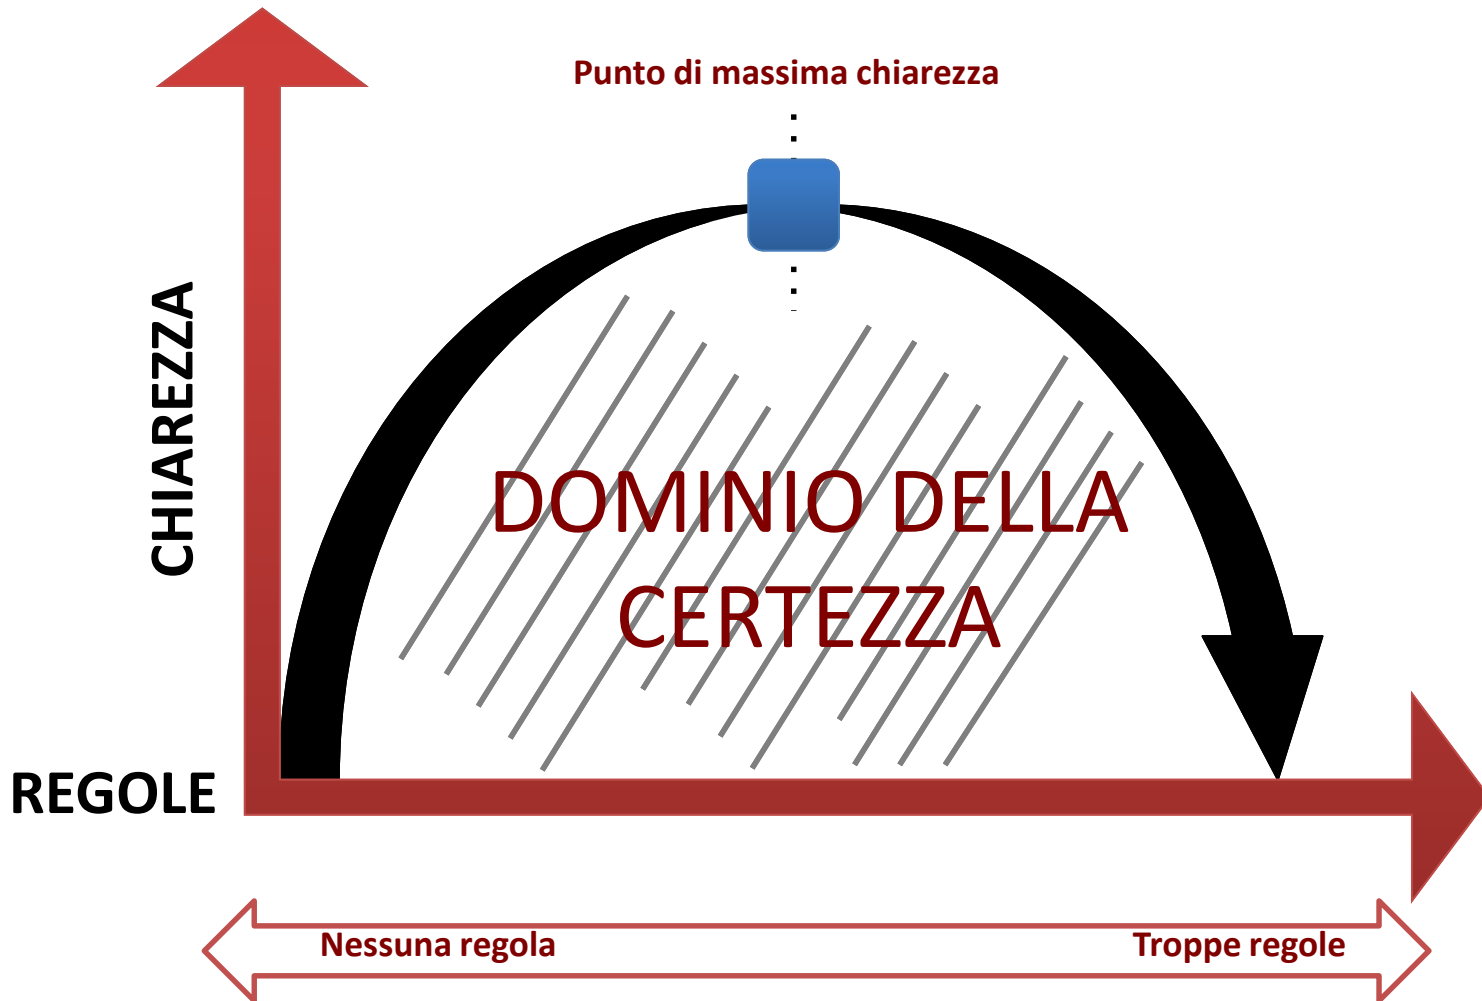 Punto di massima chiarezza
CHIAREZZA
DOMINIO DELLA
CERTEZZA
REGOLE
Nessuna regola
Troppe regole